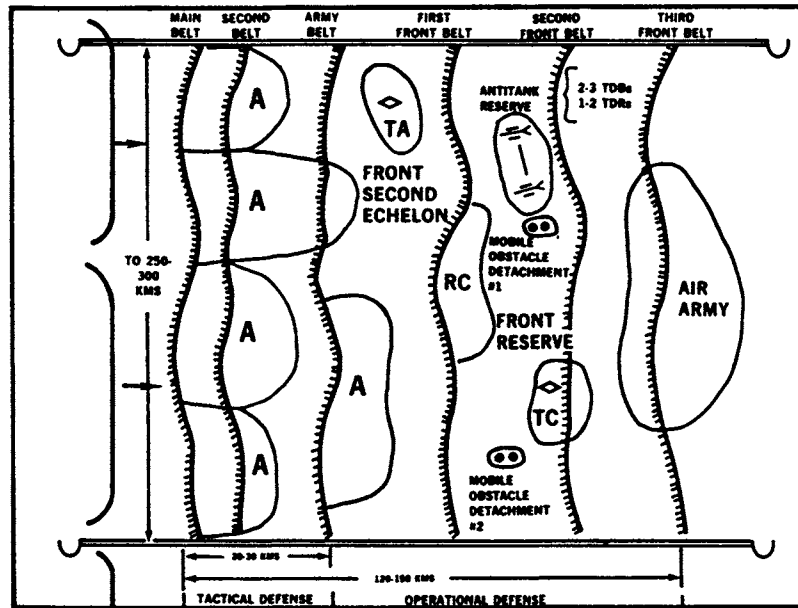 MAIN BELT
SECOND BELT
ARMY BELT
FIRST FRONT BELT
SECOND FRONT BELT
THIRD FRONT BELT
A
TA
ANTITANK RESERVE
2-3 TDBs
1-2 TDRs
FRONT
SECOND
ECHELON
A
TO 250-
300
KMS
MOBILE
OBSTACLE
DETACHMENT
#1
RC
FRONT
RESERVE
AIR
ARMY
A
A
TC
A
MOBILE
OBSTACLE
DETACHMENT
#2
KMS
KMS
TACTICAL DEFENSE
OPERATIONAL DEFENSE